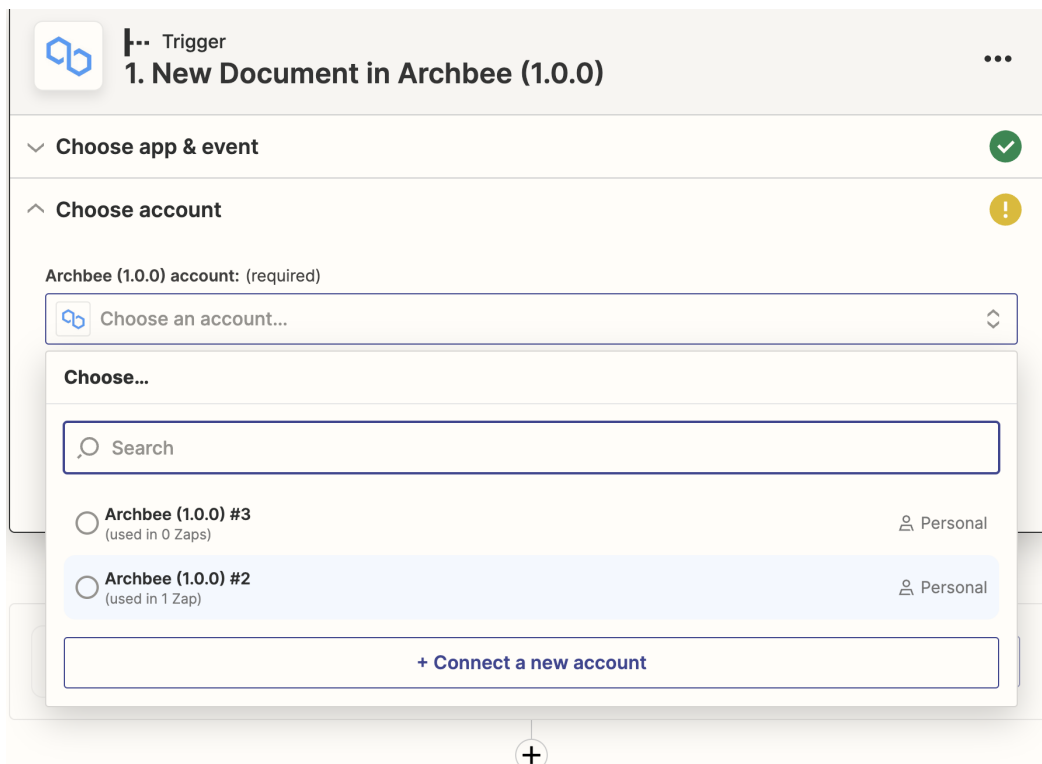 Trigger
1. New Document in Archbee (1.0.0)
Choose app & event
Choose account
Archbee (1.0.0) account: (required)
Choose an account...
Choose...
Search
Archbee (1.0.0) #3
(used in 0 Zaps)
Personal
Archbee (1.0.0) #2
(used in 1 Zap)
Personal
+ Connect a new account